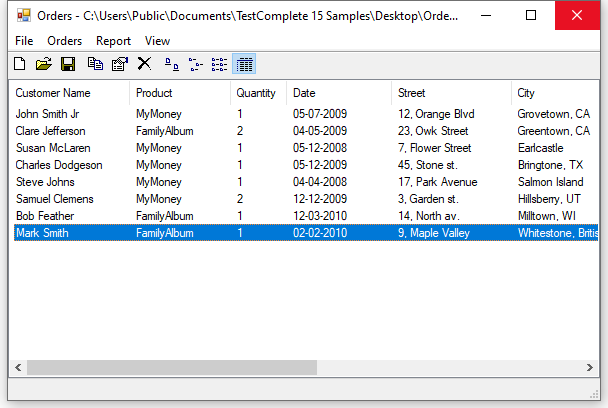 Orders - C:\Users\Public\Documents\TestComplete 15 Samples\Desktop\Orde...
File Orders Report View
Customer Name Product Quantity Date Street City
John Smith Jr MyMoney 1 05-07-2009 12, Orange Blvd Grovetown, CA
Clare Jefferson FamilyAlbum 2 04-05-2009 23, Owk Street Greentown, CA
Susan McLaren MyMoney 1 05-12-2008 7, Flower Street Earlcastle
Charles Dodgeson MyMoney 1 05-12-2009 45, Stone st. Bringtone, TX
Steve Johns MyMoney 1 04-04-2008 17, Park Avenue Salmon Island
Samuel Clemens MyMoney 2 12-12-2009 3, Garden st. Hillsberry, UT
Bob Feather FamilyAlbum 1 12-03-2010 14, North av. Milltown, WI
Mark Smith FamilyAlbum 1 02-02-2010 9, Maple Valley Whitestone, Britis